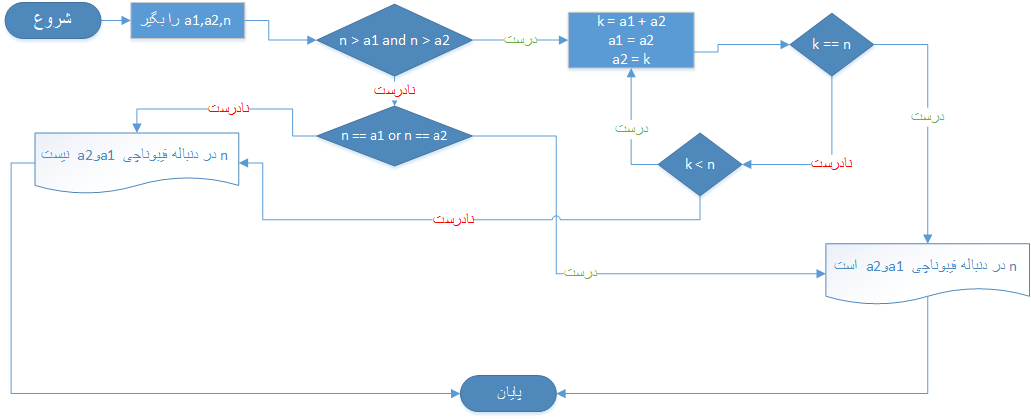 شروع
a1,a2,n را بگیر
n > a1 and n > a2
درست
k = a1 + a2
a1 = a2
a2 = k
k == n
نادرست
درست
نادرست
n == a1 or n == a2
درست
k < n
نادرست
n در دنباله فیبوناچی a1وa2 نیست
نادرست
درست
n در دنباله فیبوناچی a1وa2 است
پایان